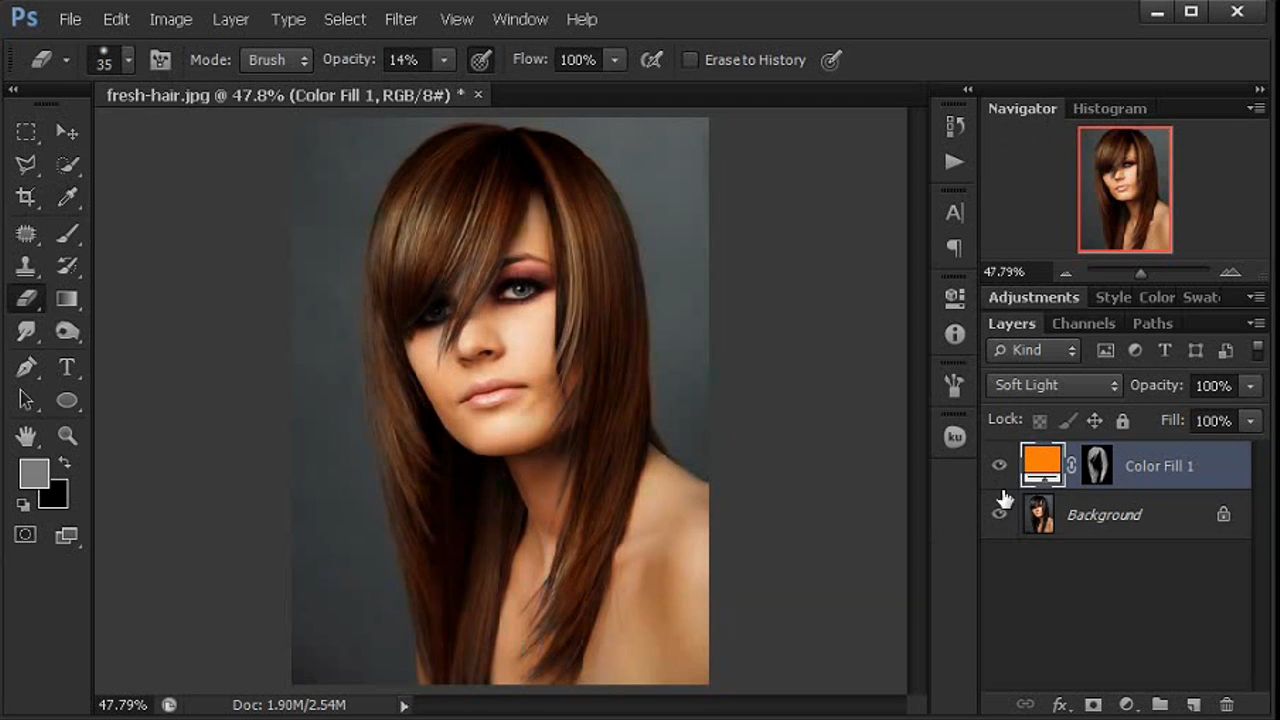 Ps File Edit Image Layer Type Select Filter View Window Help
35 Mode: Brush Opacity: 14% Flow: 100% Erase to History
fresh-hair.jpg @ 47.8% (Color Fill 1, RGB/8#) * ×
Navigator Histogram
47.79%
Adjustments Style Color Swat
Layers Channels Paths
Kind T
Soft Light Opacity: 100%
Lock: Fill: 100%
Color Fill 1
Background
A
¶
ku
T
fx
47.79% Doc: 1.90M/2.54M